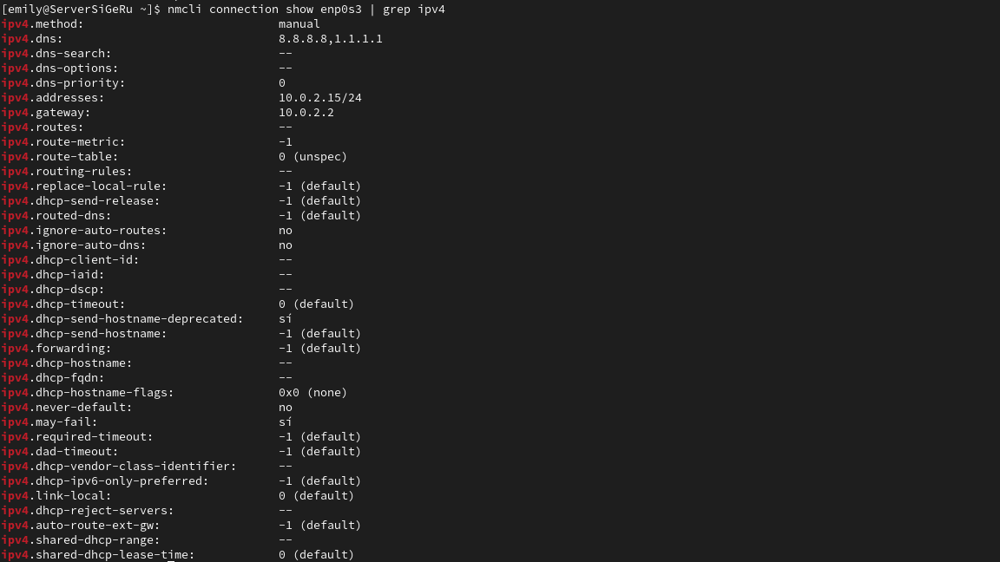 [emily@ServerSiGeRu ~]$ nmcli connection show enp0s3 | grep ipv4
ipv4.method: manual
ipv4.dns: 8.8.8.8,1.1.1.1
ipv4.dns-search: --
ipv4.dns-options: --
ipv4.dns-priority: 0
ipv4.addresses: 10.0.2.15/24
ipv4.gateway: 10.0.2.2
ipv4.routes: --
ipv4.route-metric: -1
ipv4.route-table: 0 (unspec)
ipv4.routing-rules: --
ipv4.replace-local-rule: -1 (default)
ipv4.dhcp-send-release: -1 (default)
ipv4.routed-dns: -1 (default)
ipv4.ignore-auto-routes: no
ipv4.ignore-auto-dns: no
ipv4.dhcp-client-id: --
ipv4.dhcp-iaid: --
ipv4.dhcp-dscp: --
ipv4.dhcp-timeout: 0 (default)
ipv4.dhcp-send-hostname-deprecated: sí
ipv4.dhcp-send-hostname: -1 (default)
ipv4.forwarding: -1 (default)
ipv4.dhcp-hostname: --
ipv4.dhcp-fqdn: --
ipv4.dhcp-hostname-flags: 0x0 (none)
ipv4.never-default: no
ipv4.may-fail: sí
ipv4.required-timeout: -1 (default)
ipv4.dad-timeout: -1 (default)
ipv4.dhcp-vendor-class-identifier: --
ipv4.dhcp-ipv6-only-preferred: -1 (default)
ipv4.link-local: 0 (default)
ipv4.dhcp-reject-servers: --
ipv4.auto-route-ext-gw: -1 (default)
ipv4.shared-dhcp-range: --
ipv4.shared-dhcp-lease-time: 0 (default)